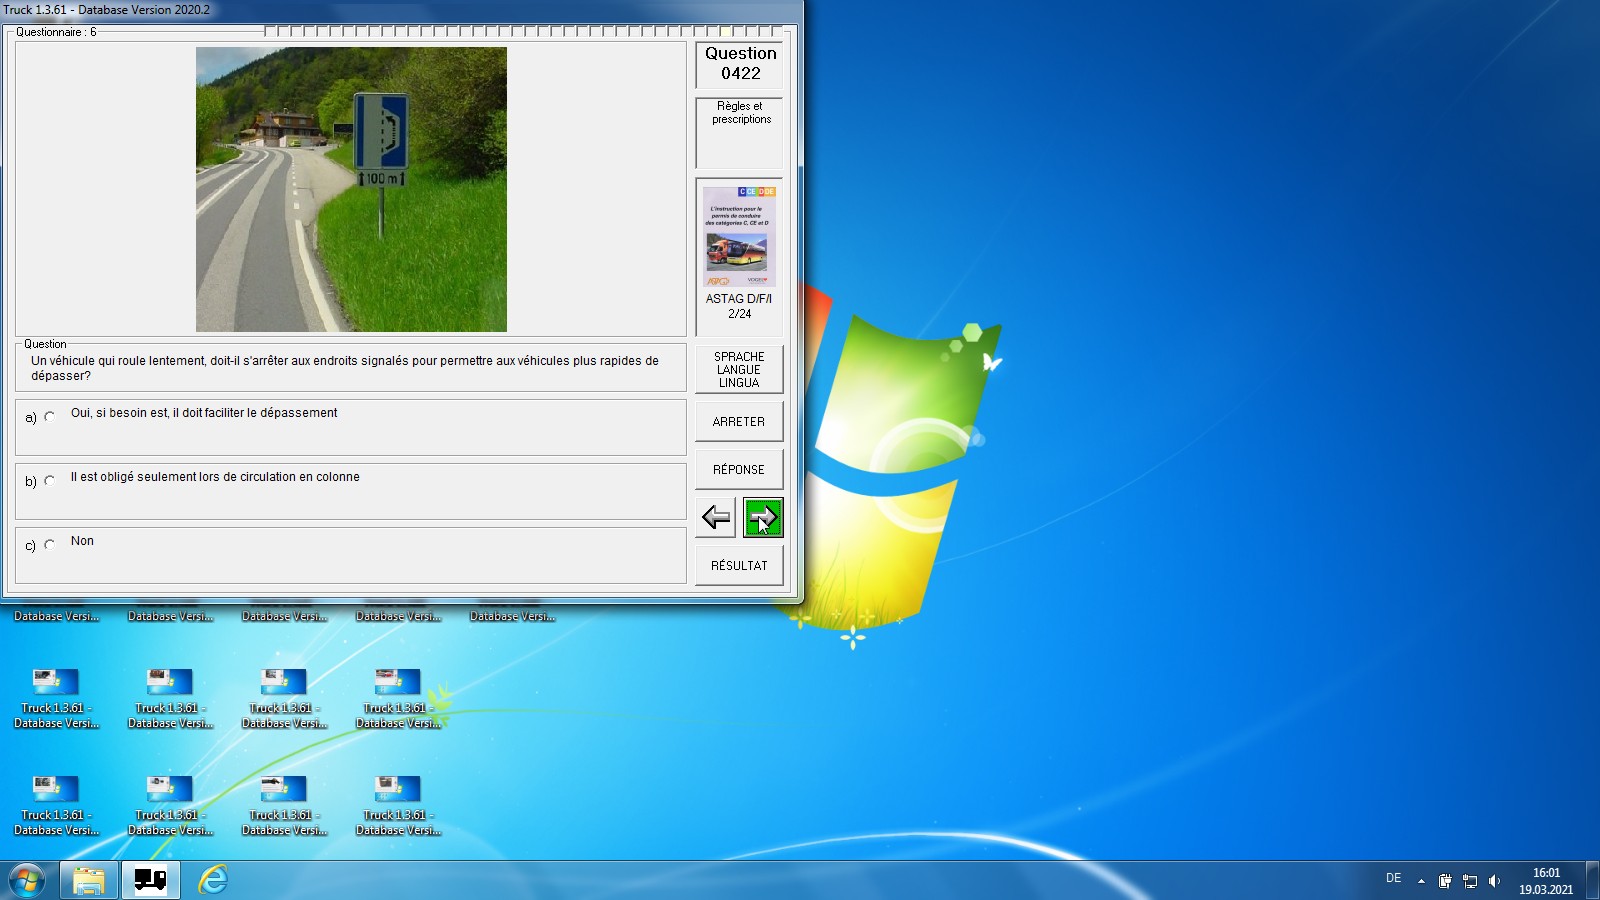 Truck 1.3.61 - Database Version 2020.2
Questionnaire : 6
100 m
Question
0422
Règles et
prescriptions
C CE D DE
L'instruction pour le
permis de conduire
des catégories C, CE et D
ASTAG D/F/I
2/24
Question
Un véhicule qui roule lentement, doit-il s'arrêter aux endroits signalés pour permettre aux véhicules plus rapides de
dépasser?
a) Oui, si besoin est, il doit faciliter le dépassement
b) Il est obligé seulement lors de circulation en colonne
c) Non
SPRACHE
LANGUE
LINGUA
ARRETER
RÉPONSE
RÉSULTAT
Database Versi...
Database Versi...
Database Versi...
Database Versi...
Database Versi...
Truck 1.3.61 -
Database Versi...
Truck 1.3.61 -
Database Versi...
Truck 1.3.61 -
Database Versi...
Truck 1.3.61 -
Database Versi...
Truck 1.3.61 -
Database Versi...
Truck 1.3.61 -
Database Versi...
Truck 1.3.61 -
Database Versi...
Truck 1.3.61 -
Database Versi...
DE
16:01
19.03.2021